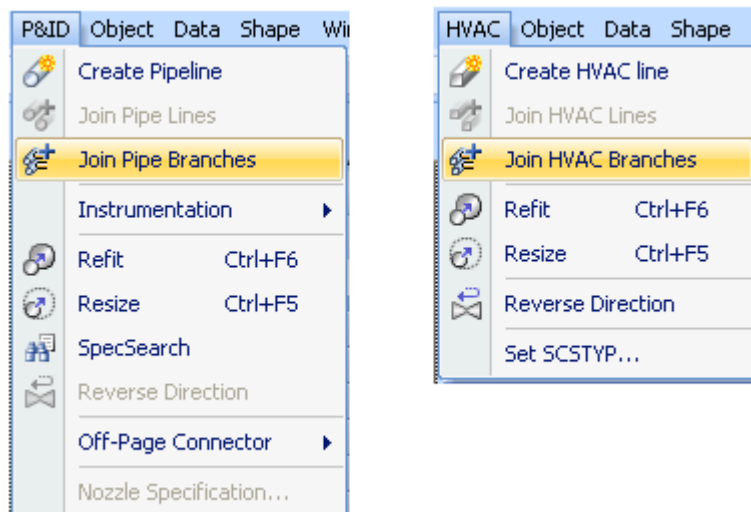 P&ID Object Data Shape
Create Pipeline
Join Pipe Lines
Join Pipe Branches
Instrumentation
Refit Ctrl+F6
Resize Ctrl+F5
SpecSearch
Reverse Direction
Off-Page Connector
Nozzle Specification...
HVAC Object Data Shape
Create HVAC line
Join HVAC Lines
Join HVAC Branches
Refit Ctrl+F6
Resize Ctrl+F5
Reverse Direction
Set SCSTYP...